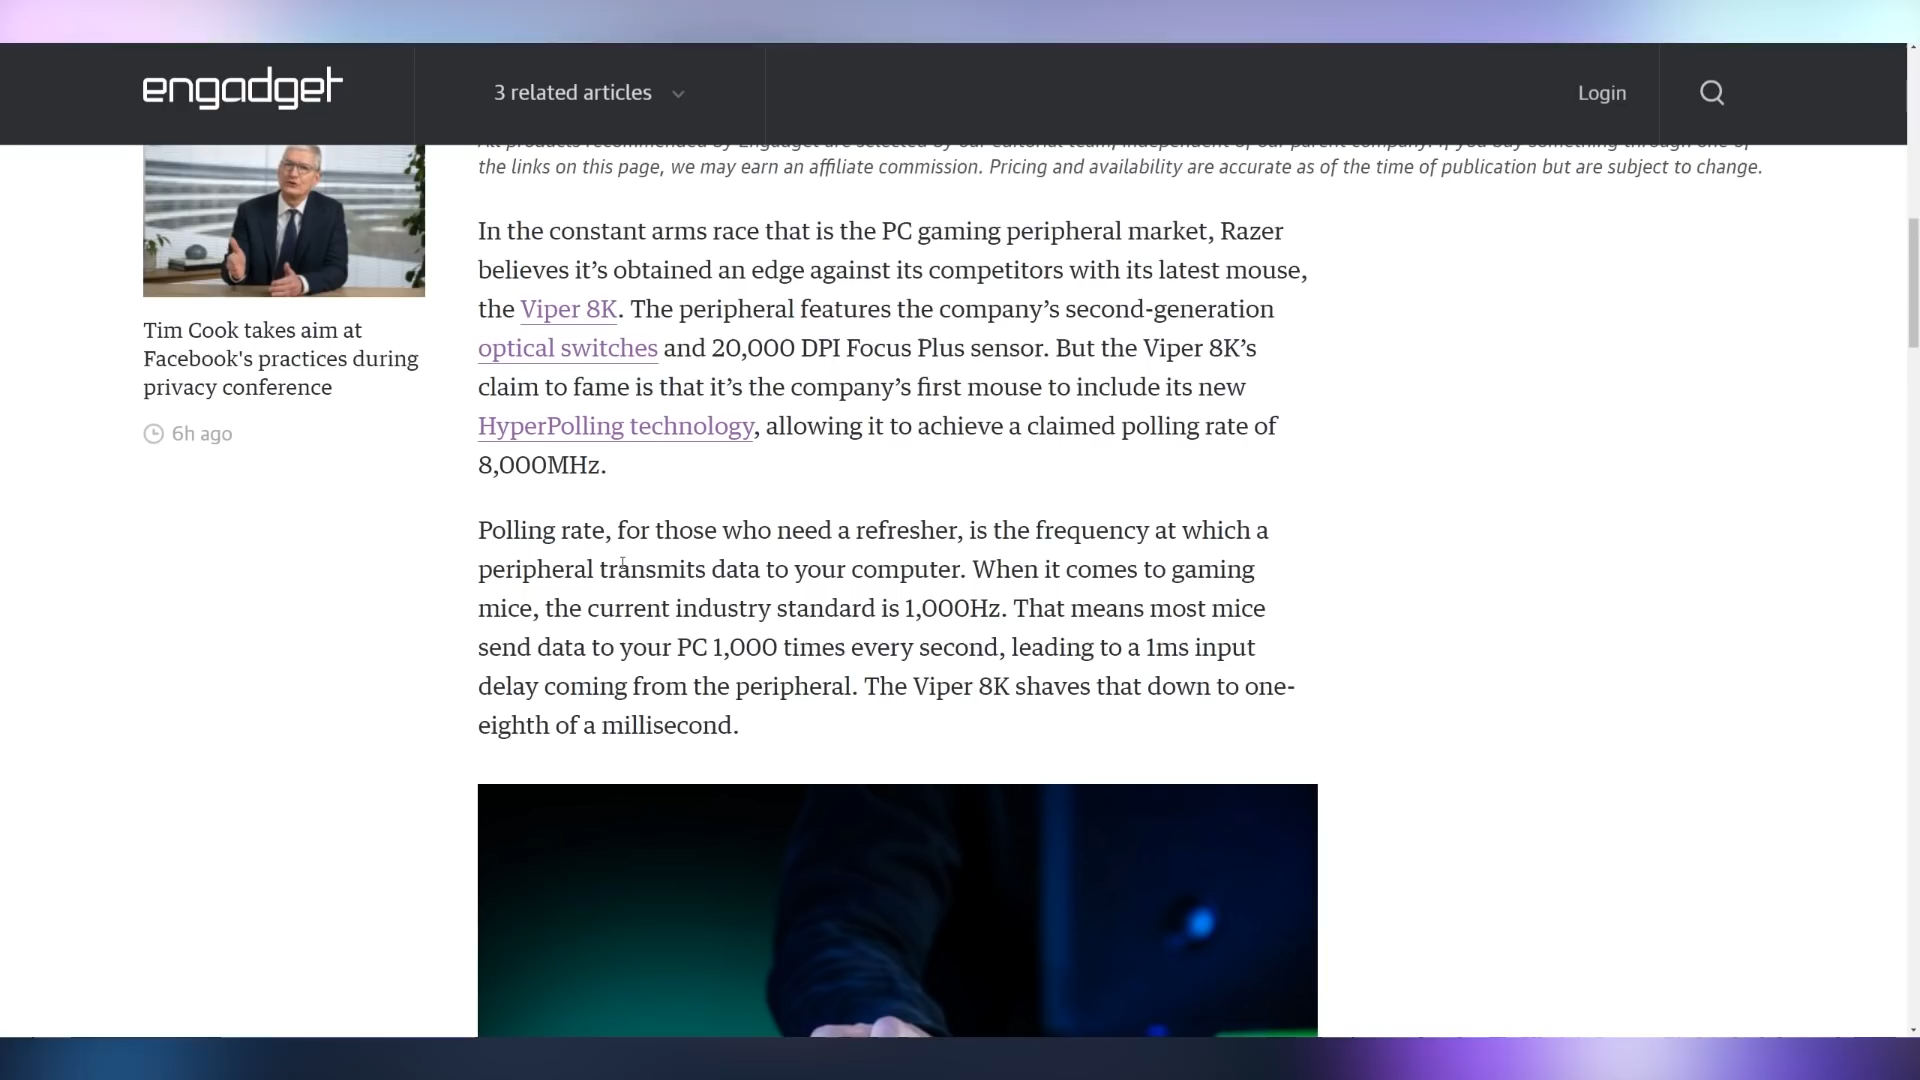 engadget
3 related articles
Login
All products recommended by Engadget are selected by our editorial team, independent of our parent company. If you buy something through one of
the links on this page, we may earn an affiliate commission. Pricing and availability are accurate as of the time of publication but are subject to change.
Tim Cook takes aim at
Facebook's practices during
privacy conference
6h ago
In the constant arms race that is the PC gaming peripheral market, Razer
believes it’s obtained an edge against its competitors with its latest mouse,
the Viper 8K. The peripheral features the company’s second-generation
optical switches and 20,000 DPI Focus Plus sensor. But the Viper 8K’s
claim to fame is that it’s the company’s first mouse to include its new
HyperPolling technology, allowing it to achieve a claimed polling rate of
8,000MHz.
Polling rate, for those who need a refresher, is the frequency at which a
peripheral transmits data to your computer. When it comes to gaming
mice, the current industry standard is 1,000Hz. That means most mice
send data to your PC 1,000 times every second, leading to a 1ms input
delay coming from the peripheral. The Viper 8K shaves that down to one-
eighth of a millisecond.